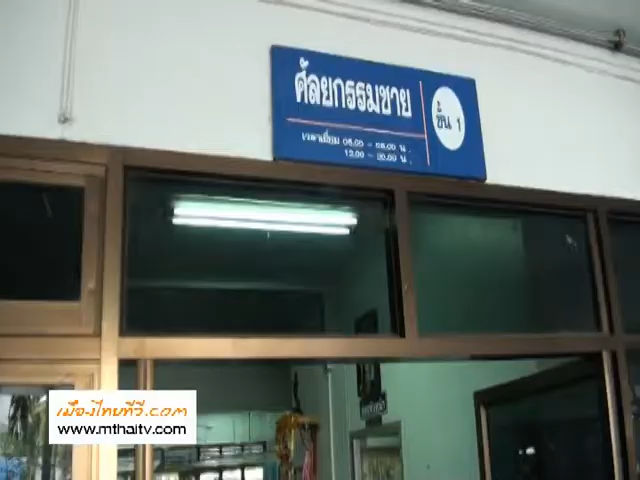 ศัลยกรรมชาย
ชั้น 1
เวลาเยี่ยม 06.00 - 08.00 น.
12.00 - 20.00 น.
เมืองไทยทีวี.com
www.mthaitv.com